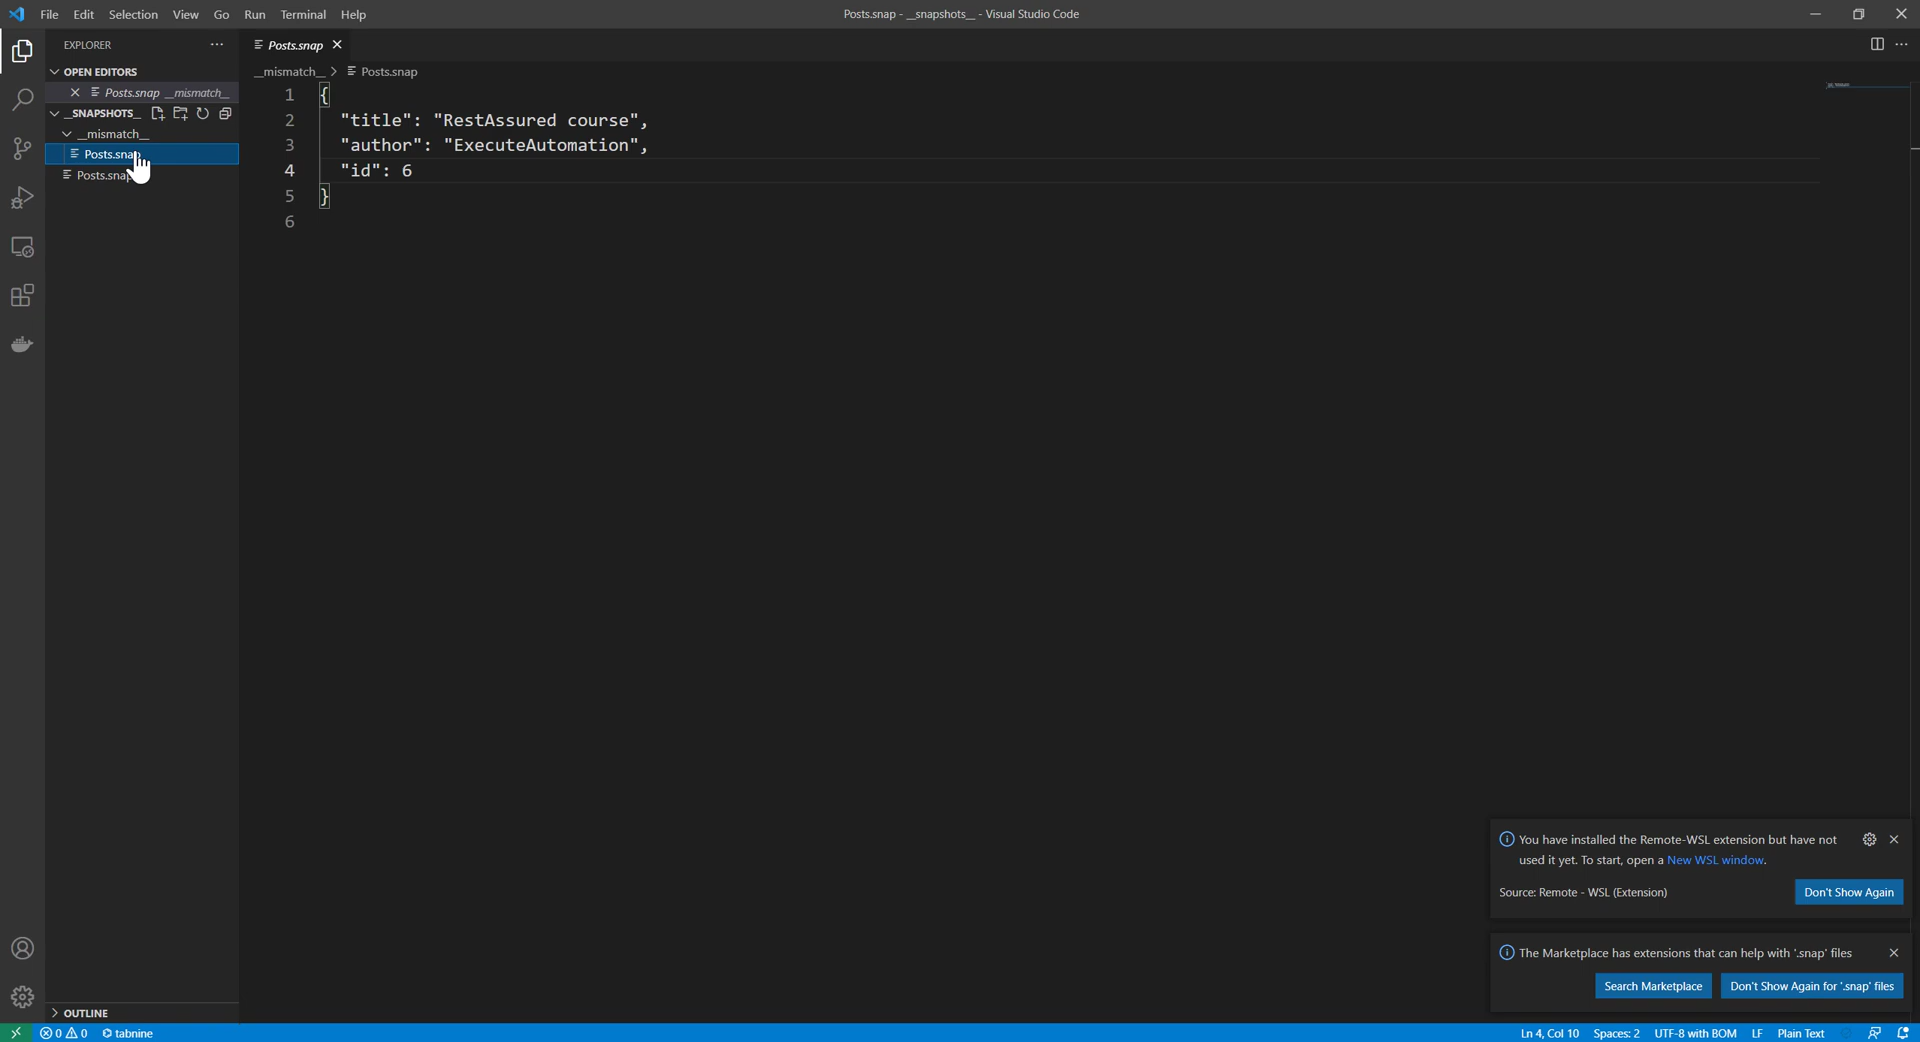 File Edit Selection View Go Run Terminal Help
Posts.snap - __snapshots__ - Visual Studio Code
EXPLORER
OPEN EDITORS
Posts.snap __mismatch__
__SNAPSHOTS__
__mismatch__
Posts.snap
Posts.snap
Posts.snap
__mismatch__ > Posts.snap
1 {
2 "title": "RestAssured course",
3 "author": "ExecuteAutomation",
4 "id": 6
5 }
6
You have installed the Remote-WSL extension but have not
used it yet. To start, open a New WSL window.
Source: Remote - WSL (Extension)
Don't Show Again
The Marketplace has extensions that can help with '.snap' files
Search Marketplace
Don't Show Again for '.snap' files
OUTLINE
0 0 tabnine
Ln 4, Col 10 Spaces: 2 UTF-8 with BOM LF Plain Text